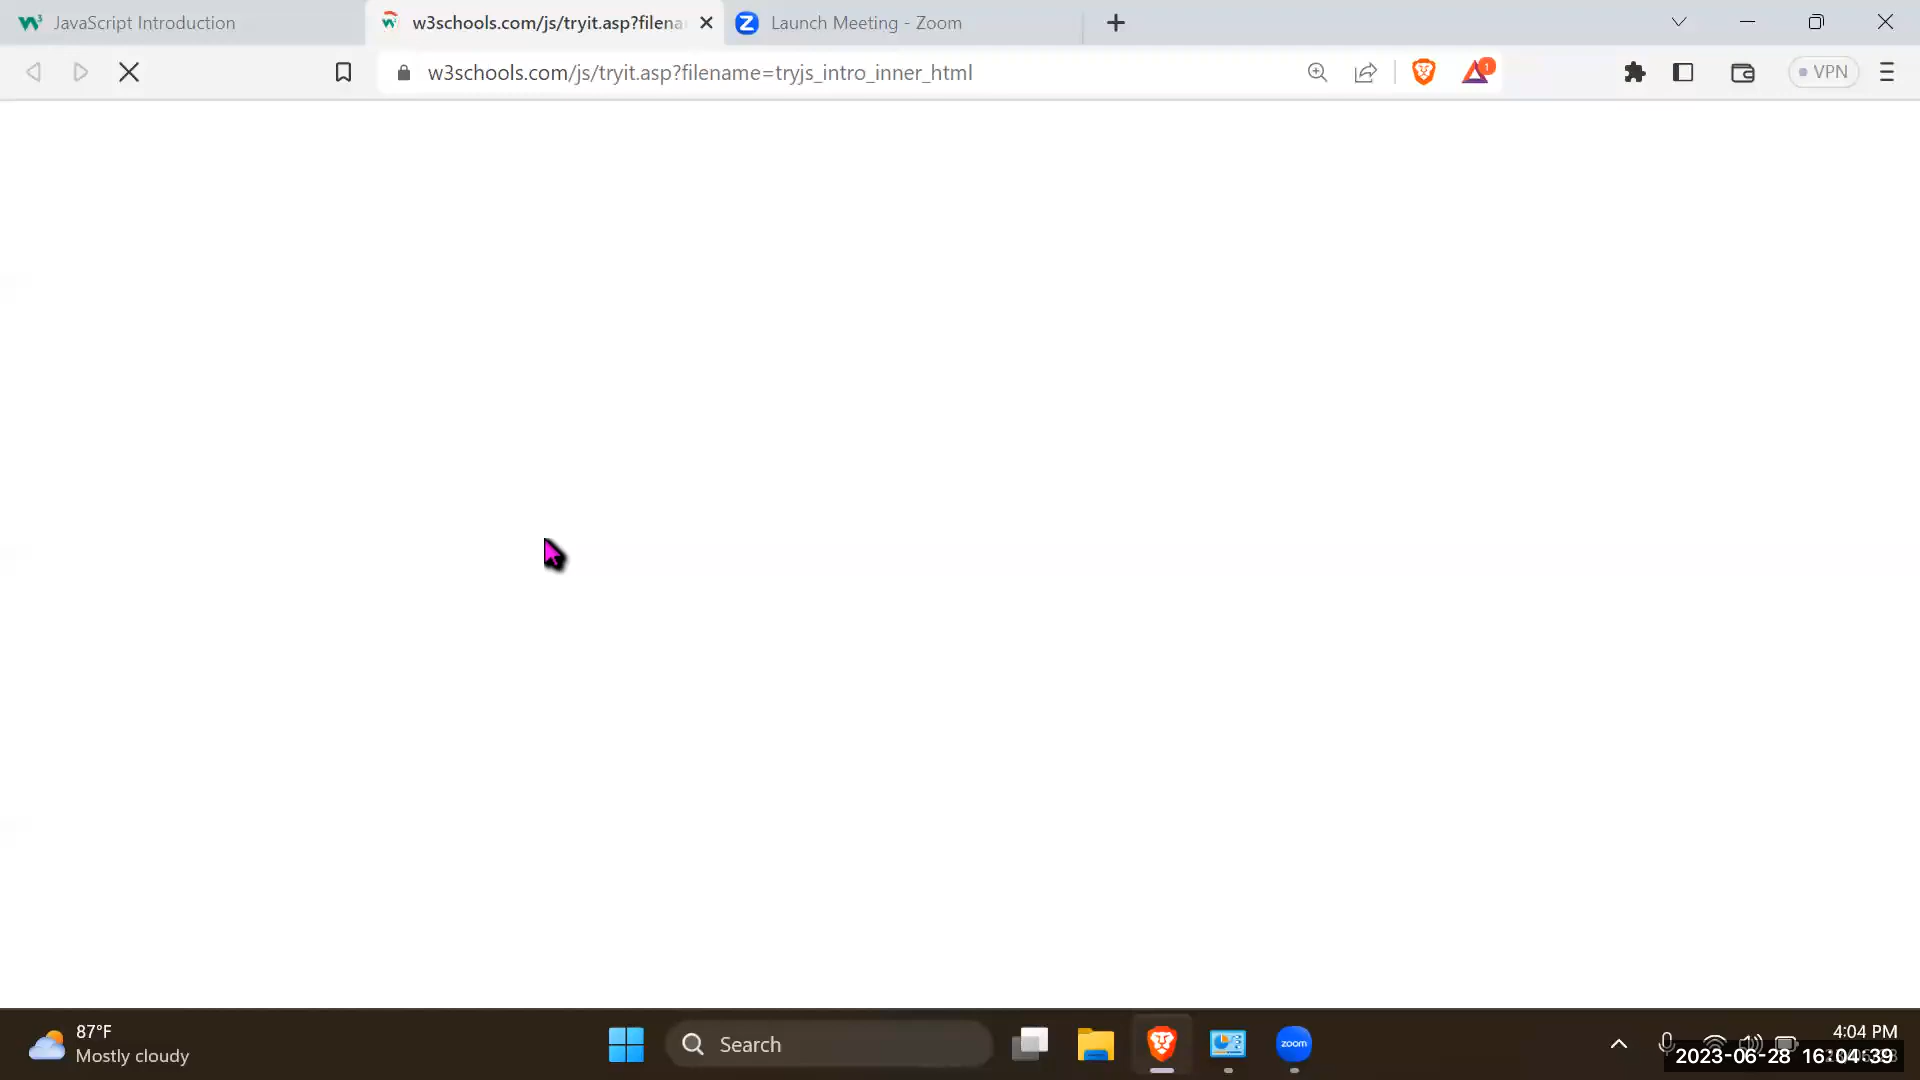 JavaScript Introduction
w3schools.com/js/tryit.asp?filena
Launch Meeting - Zoom
w3schools.com/js/tryit.asp?filename=tryjs_intro_inner_html
1
VPN
87°F
Mostly cloudy
Search
zoom
4:04 PM
2023-06-28 16:04:39